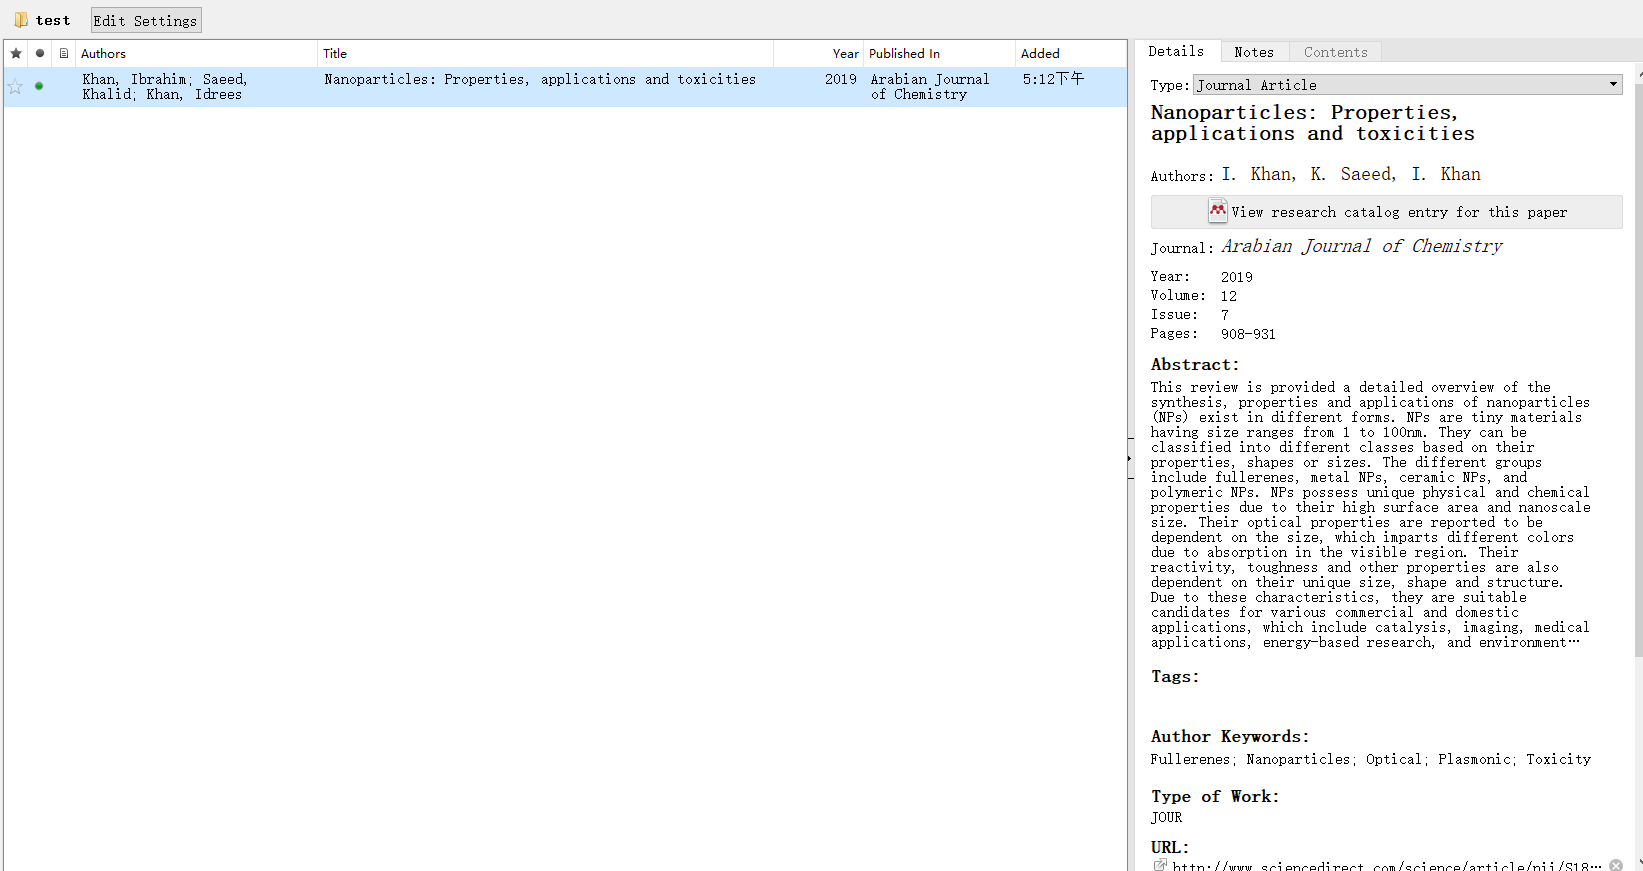 test Edit Settings
Authors Title Year Published In Added
Khan, Ibrahim; Saeed, Khalid; Khan, Idrees
Nanoparticles: Properties, applications and toxicities
2019
Arabian Journal of Chemistry
5:12下午
Details Notes Contents
Type: Journal Article
Nanoparticles: Properties,
applications and toxicities
Authors: I. Khan, K. Saeed, I. Khan
View research catalog entry for this paper
Journal: Arabian Journal of Chemistry
Year: 2019
Volume: 12
Issue: 7
Pages: 908-931
Abstract:
This review is provided a detailed overview of the
synthesis, properties and applications of nanoparticles
(NPs) exist in different forms. NPs are tiny materials
having size ranges from 1 to 100nm. They can be
classified into different classes based on their
properties, shapes or sizes. The different groups
include fullerenes, metal NPs, ceramic NPs, and
polymeric NPs. NPs possess unique physical and chemical
properties due to their high surface area and nanoscale
size. Their optical properties are reported to be
dependent on the size, which imparts different colors
due to absorption in the visible region. Their
reactivity, toughness and other properties are also
dependent on their unique size, shape and structure.
Due to these characteristics, they are suitable
candidates for various commercial and domestic
applications, which include catalysis, imaging, medical
applications, energy-based research, and environment…
Tags:
Author Keywords:
Fullerenes; Nanoparticles; Optical; Plasmonic; Toxicity
Type of Work:
JOUR
URL:
http://www.sciencedirect.com/science/article/pii/S18…